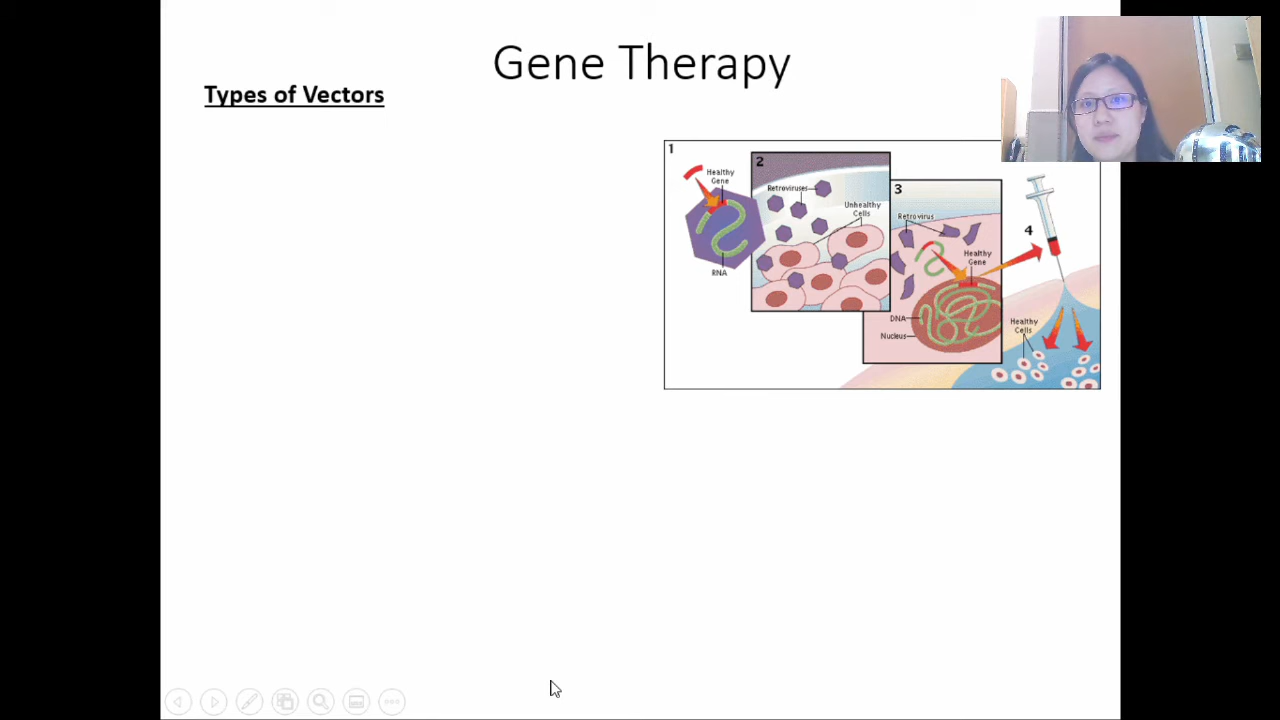 Gene Therapy
Types of Vectors
1
Healthy
Gene
RNA
2
Retroviruses
Unhealthy
Cells
3
Retrovirus
Healthy
Gene
DNA
Nucleus
4
Healthy
Cells